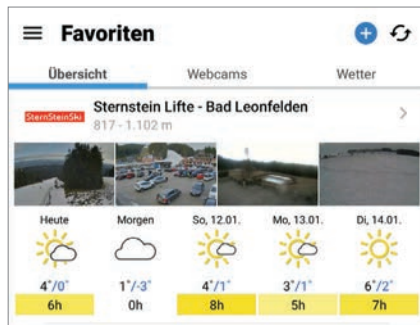 Favoriten
Übersicht Webcams Wetter
SternSteinSki
Sternstein Lifte - Bad Leonfelden
817 - 1.102 m
Heute Morgen So, 12.01. Mo, 13.01. Di, 14.01.
4°/0° 1°/-3° 4°/1° 3°/1° 6°/2°
6h 0h 8h 5h 7h